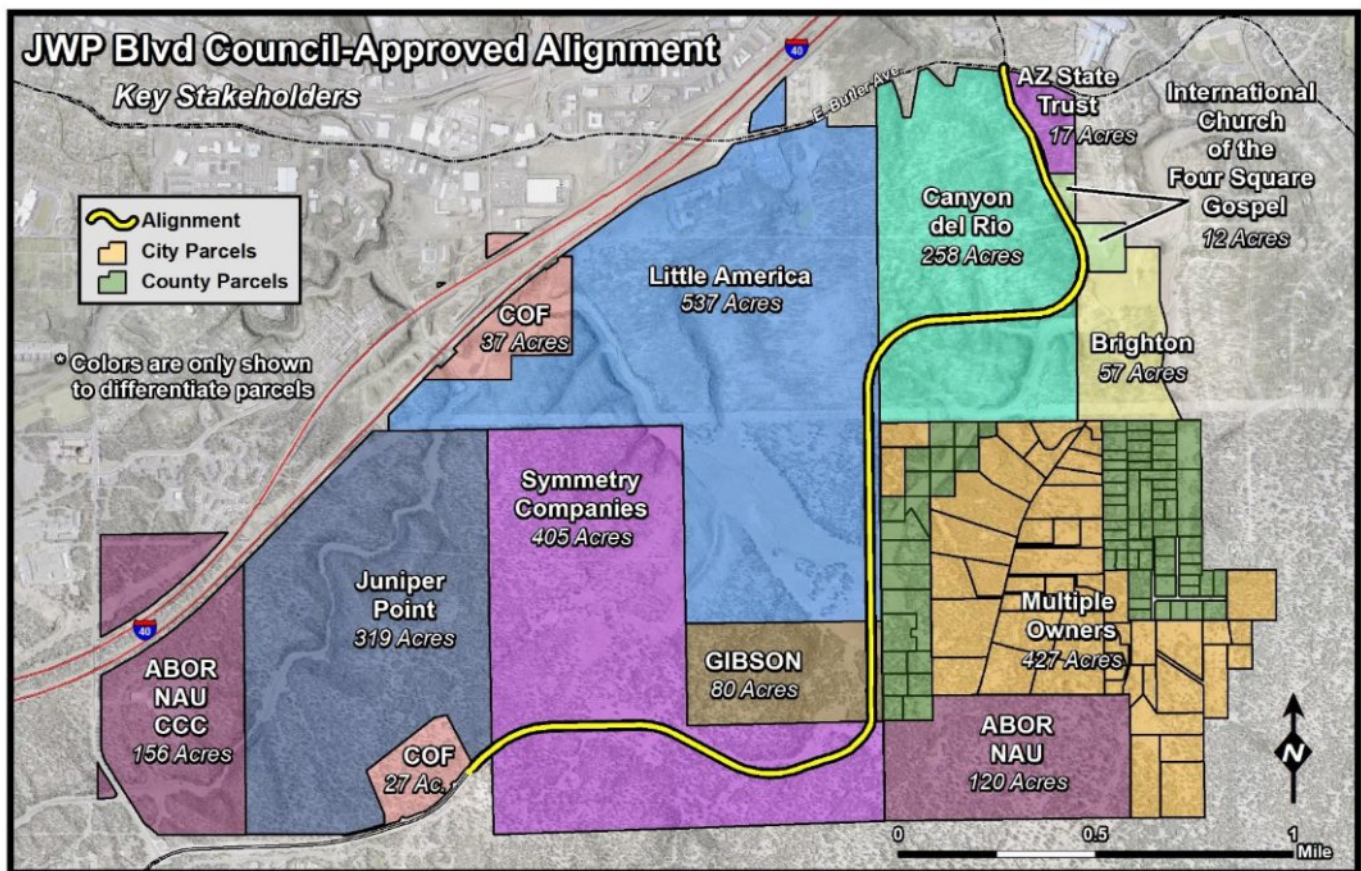 JWP Blvd Council-Approved Alignment
Key Stakeholders
40
E. Butler Ave.
AZ State
Trust
17 Acres
International
Church
of the
Four Square
Gospel
12 Acres
Alignment
City Parcels
County Parcels
* Colors are only shown
to differentiate parcels
Canyon
del Rio
258 Acres
Little America
537 Acres
COF
37 Acres
Brighton
57 Acres
Symmetry
Companies
405 Acres
Juniper
Point
319 Acres
Multiple
Owners
427 Acres
40
ABOR
NAU
CCC
156 Acres
GIBSON
80 Acres
COF
27 Ac.
ABOR
NAU
120 Acres
N
0 0.5 1
Mile